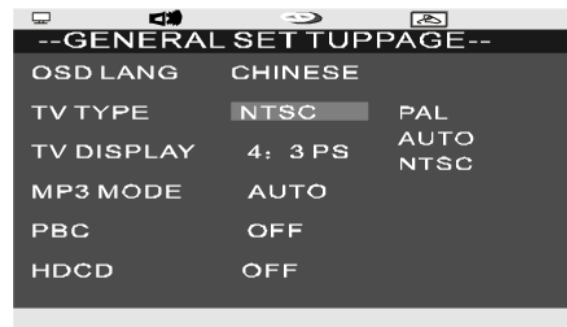 --GENERAL SET TUPPAGE--
OSD LANG CHINESE
TV TYPE NTSC PAL
AUTO
TV DISPLAY 4: 3 PS
NTSC
MP3 MODE AUTO
PBC OFF
HDCD OFF